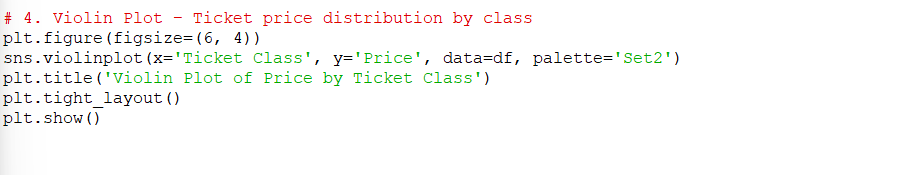 # 4. Violin Plot - Ticket price distribution by class
plt.figure(figsize=(6, 4))
sns.violinplot(x='Ticket Class', y='Price', data=df, palette='Set2')
plt.title('Violin Plot of Price by Ticket Class')
plt.tight_layout()
plt.show()